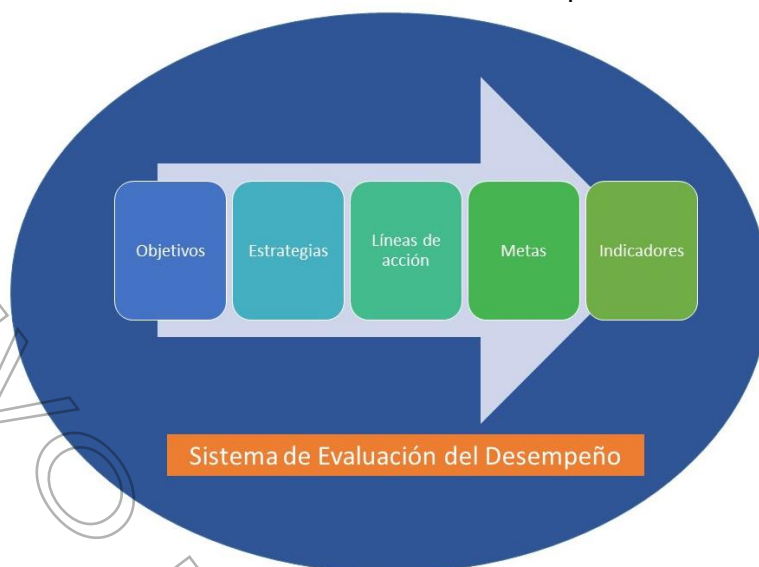 Objetivos
Estrategias
Líneas de
acción
Metas
Indicadores
Sistema de Evaluación del Desempeño